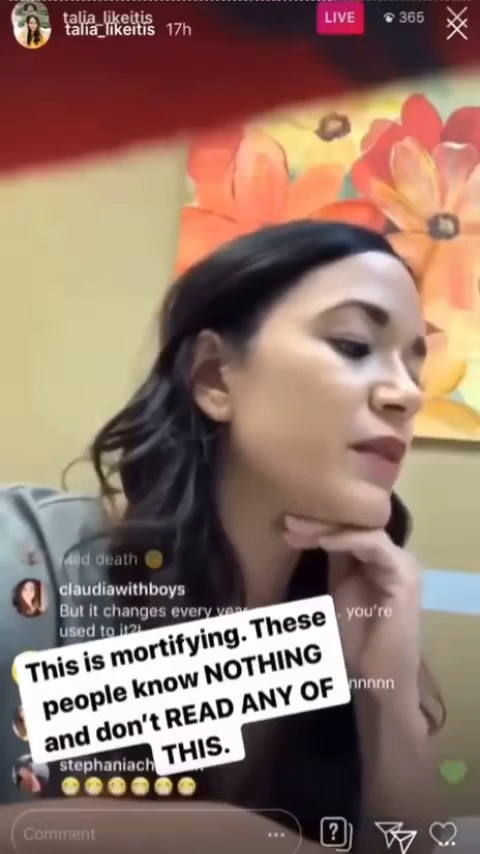 talia_likeitis
talia_likeitis 17h
LIVE
365
Mild death
claudiawithboys
But it changes every year , you're
used to it?!
This is mortifying. These
people know NOTHING
and don't READ ANY OF
THIS.
nnnnn
stephaniach
Comment